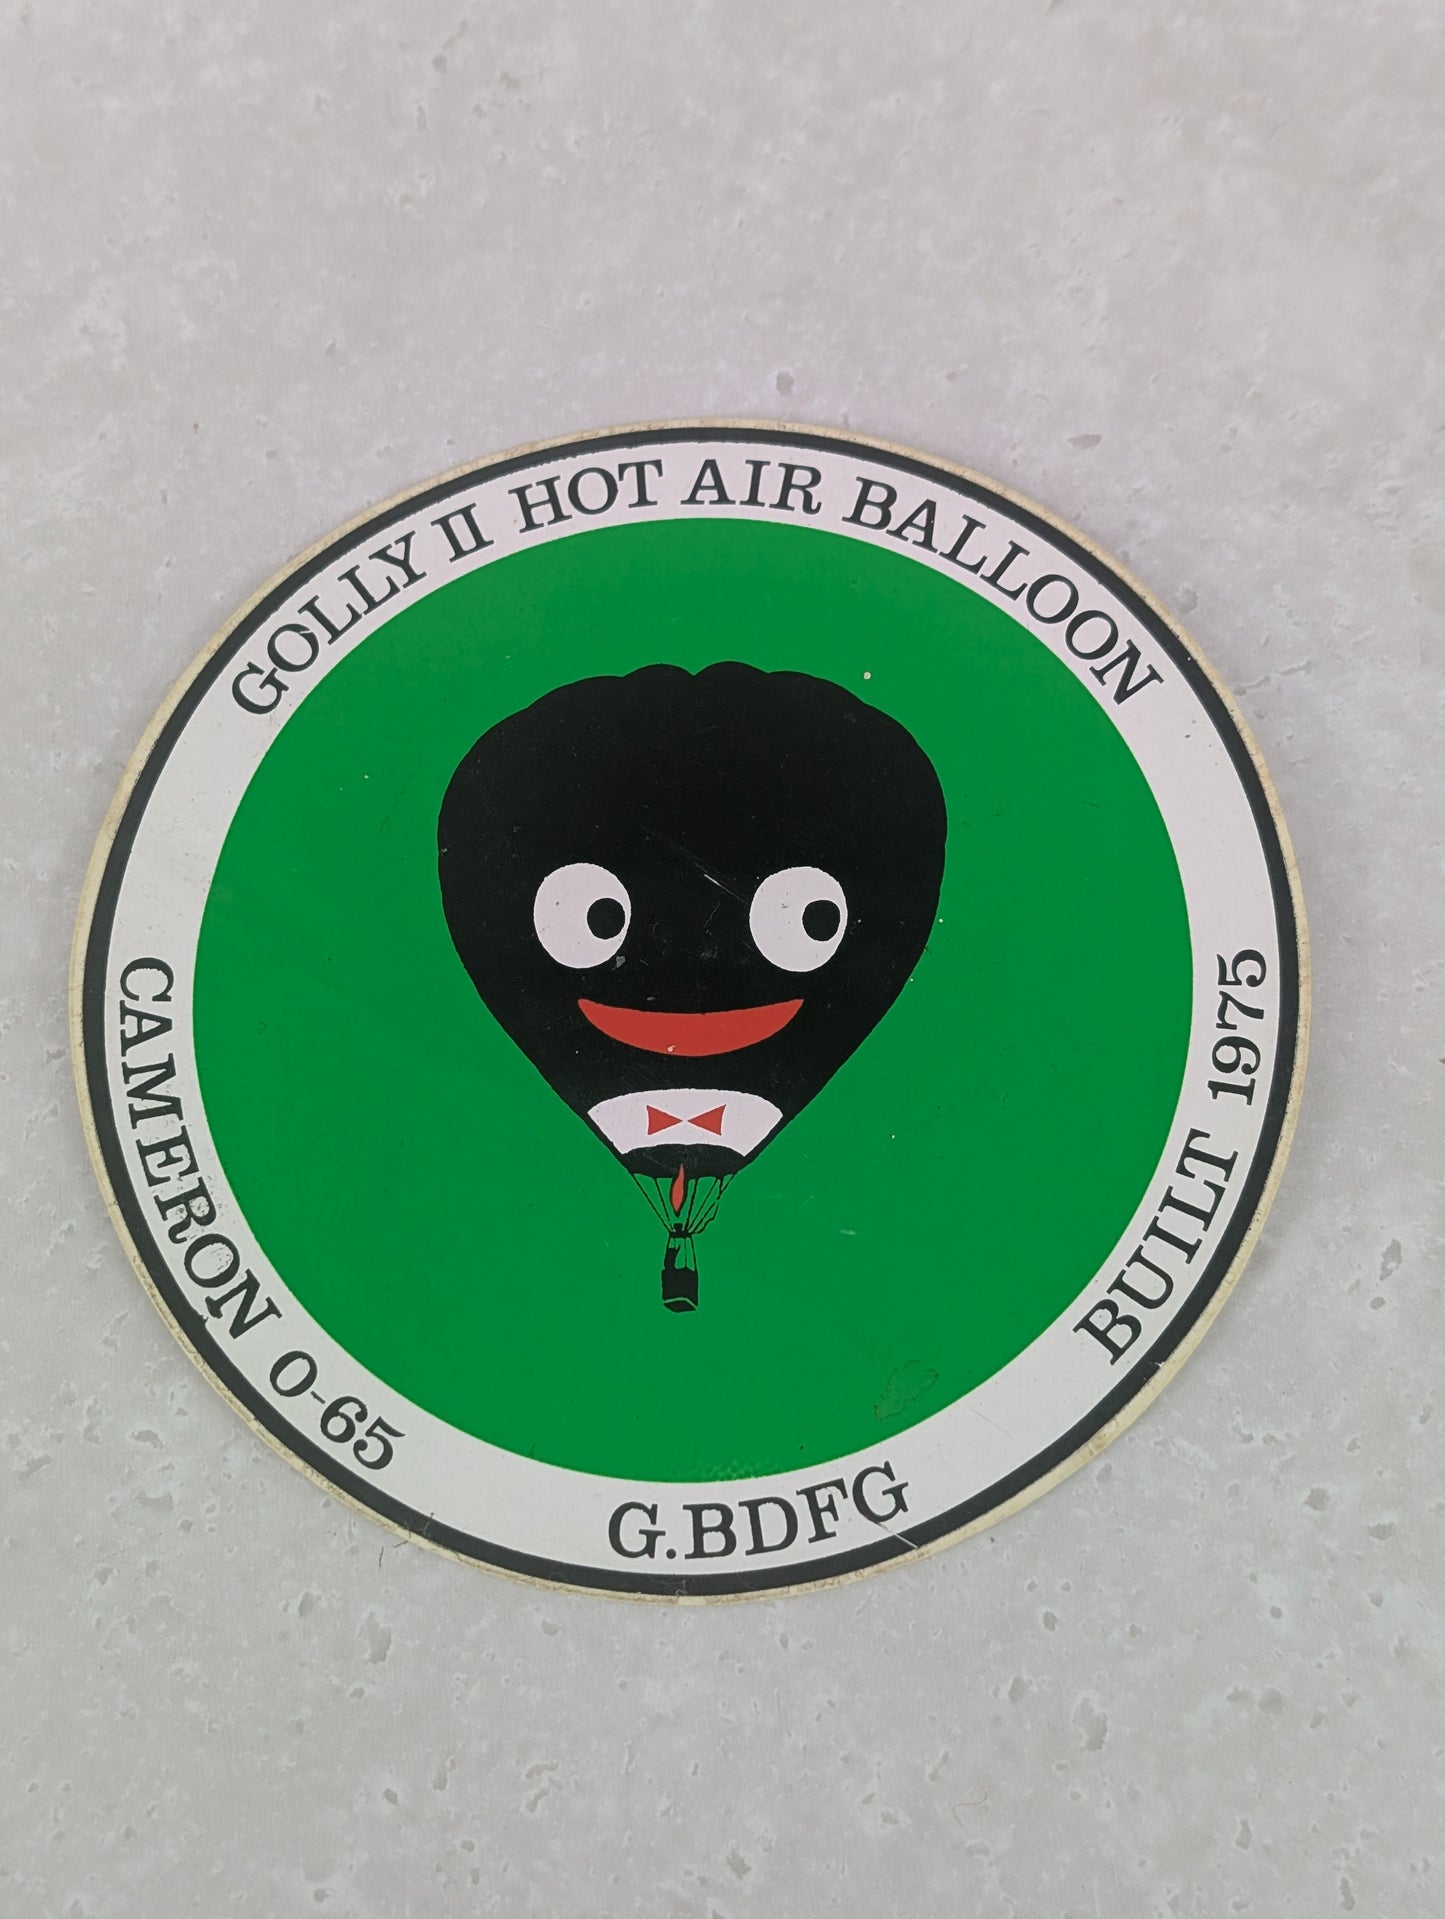 GOLLY II HOT AIR BALLOON
CAMERON 0-65
G.BDFG
BUILT 1975